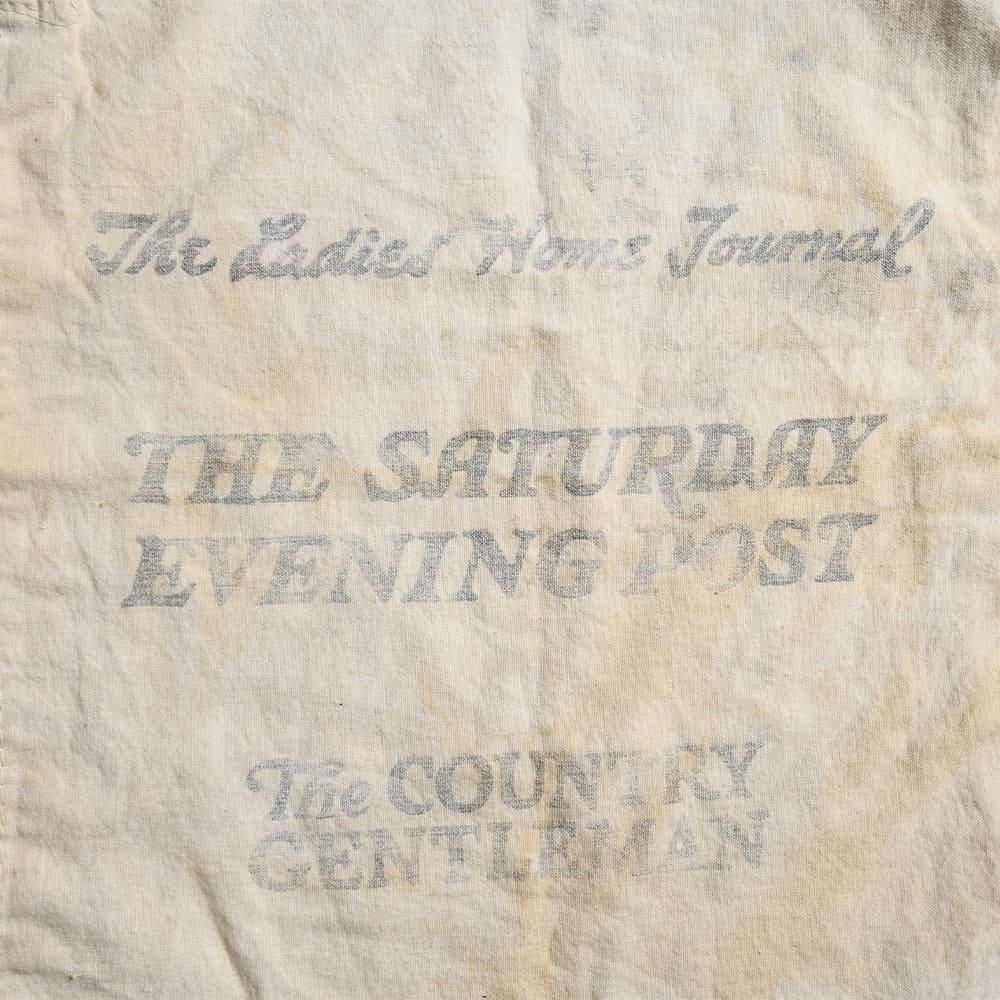 The Ladies' Home Journal
THE SATURDAY
EVENING POST
The COUNTRY
GENTLEMAN